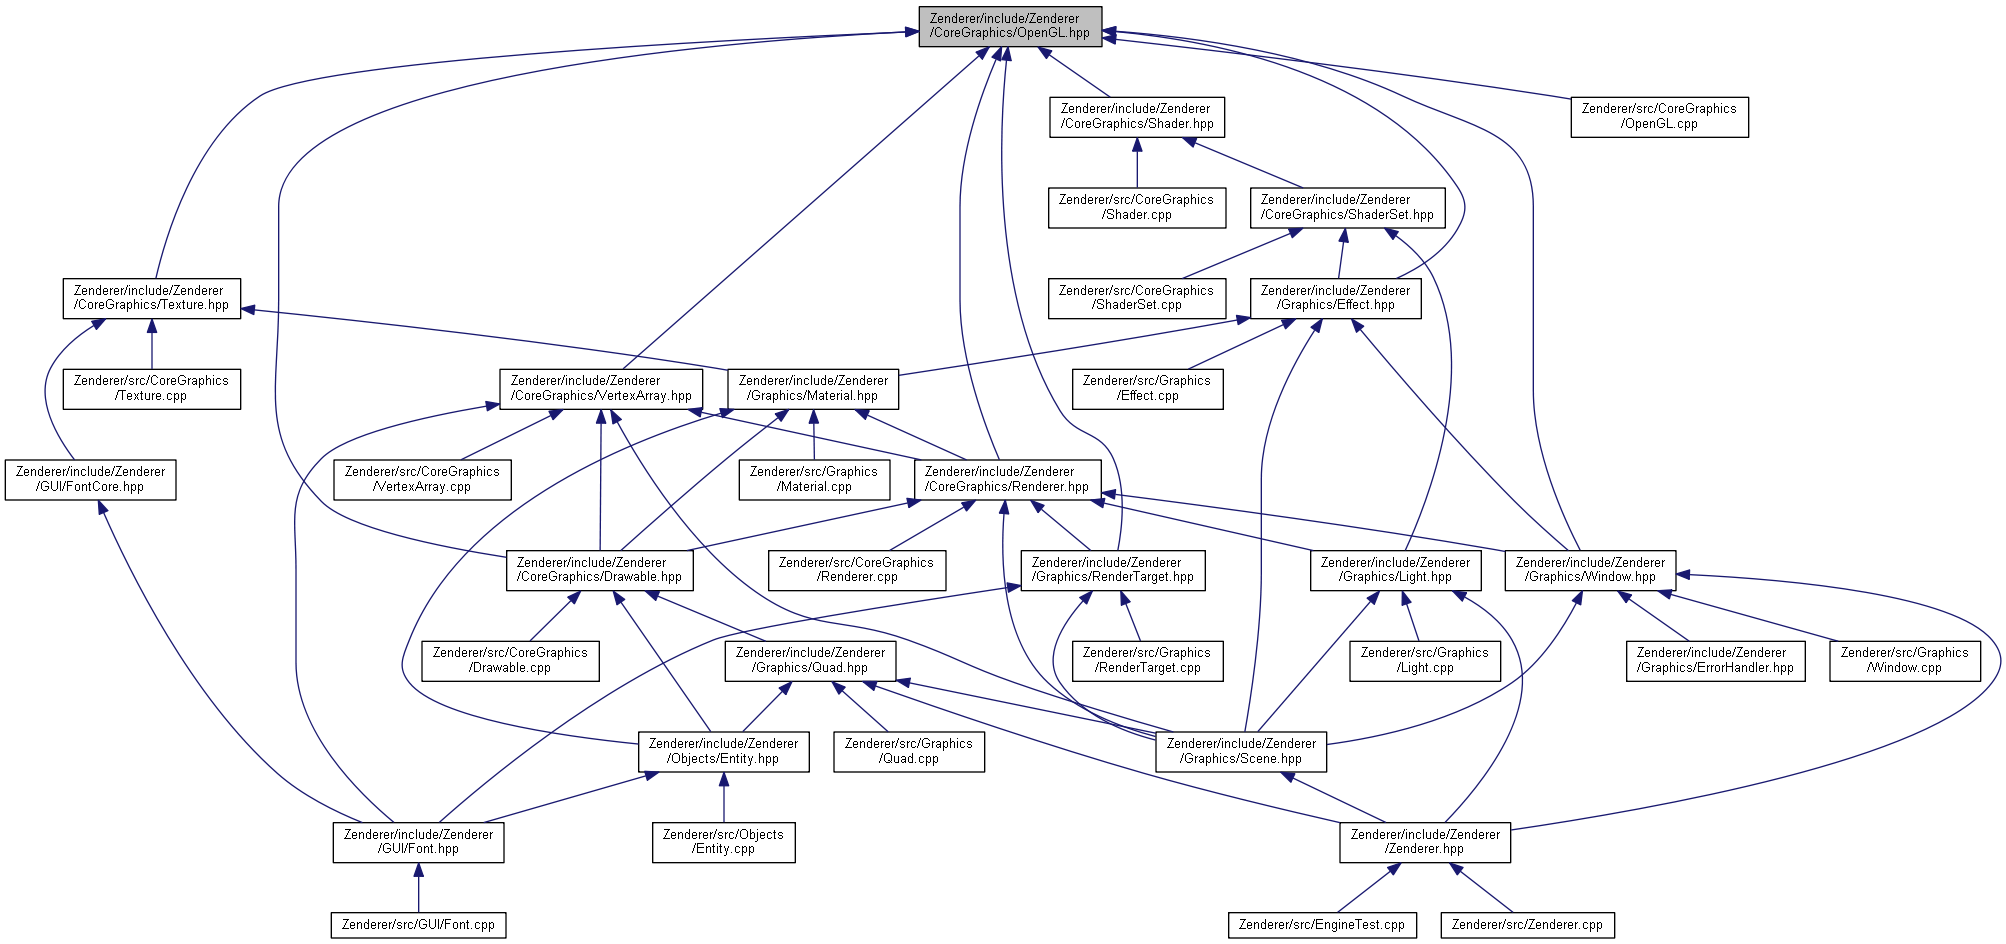 Zenderer/include/Zenderer
/CoreGraphics/OpenGL.hpp
Zenderer/include/Zenderer
/CoreGraphics/Shader.hpp
Zenderer/src/CoreGraphics
/OpenGL.cpp
Zenderer/src/CoreGraphics
/Shader.cpp
Zenderer/include/Zenderer
/CoreGraphics/ShaderSet.hpp
Zenderer/include/Zenderer
/CoreGraphics/Texture.hpp
Zenderer/src/CoreGraphics
/ShaderSet.cpp
Zenderer/include/Zenderer
/Graphics/Effect.hpp
Zenderer/src/CoreGraphics
/Texture.cpp
Zenderer/include/Zenderer
/CoreGraphics/VertexArray.hpp
Zenderer/include/Zenderer
/Graphics/Material.hpp
Zenderer/src/Graphics
/Effect.cpp
Zenderer/include/Zenderer
/GUI/FontCore.hpp
Zenderer/src/CoreGraphics
/VertexArray.cpp
Zenderer/src/Graphics
/Material.cpp
Zenderer/include/Zenderer
/CoreGraphics/Renderer.hpp
Zenderer/include/Zenderer
/CoreGraphics/Drawable.hpp
Zenderer/src/CoreGraphics
/Renderer.cpp
Zenderer/include/Zenderer
/Graphics/RenderTarget.hpp
Zenderer/include/Zenderer
/Graphics/Light.hpp
Zenderer/include/Zenderer
/Graphics/Window.hpp
Zenderer/src/CoreGraphics
/Drawable.cpp
Zenderer/include/Zenderer
/Graphics/Quad.hpp
Zenderer/src/Graphics
/RenderTarget.cpp
Zenderer/src/Graphics
/Light.cpp
Zenderer/include/Zenderer
/Graphics/ErrorHandler.hpp
Zenderer/src/Graphics
/Window.cpp
Zenderer/include/Zenderer
/Objects/Entity.hpp
Zenderer/src/Graphics
/Quad.cpp
Zenderer/include/Zenderer
/Graphics/Scene.hpp
Zenderer/include/Zenderer
/GUI/Font.hpp
Zenderer/src/Objects
/Entity.cpp
Zenderer/include/Zenderer
/Zenderer.hpp
Zenderer/src/GUI/Font.cpp
Zenderer/src/EngineTest.cpp
Zenderer/src/Zenderer.cpp